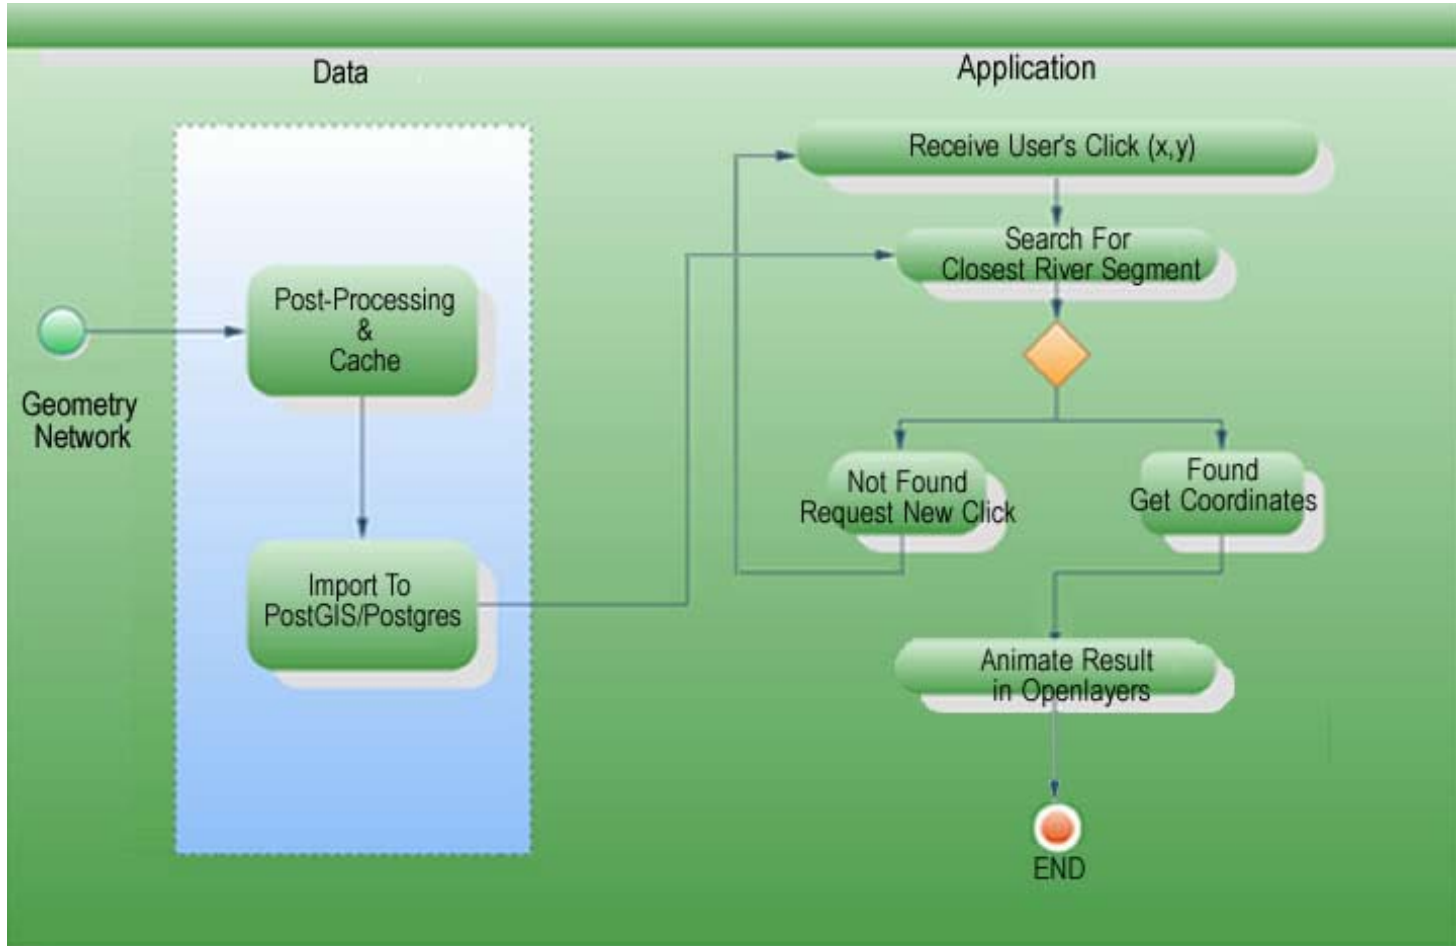 Data
Application
Receive User's Click (x,y)
Search For
Closest River Segment
Post-Processing
&
Cache
Geometry
Network
Not Found
Request New Click
Found
Get Coordinates
Import To
PostGIS/Postgres
Animate Result
in Openlayers
END